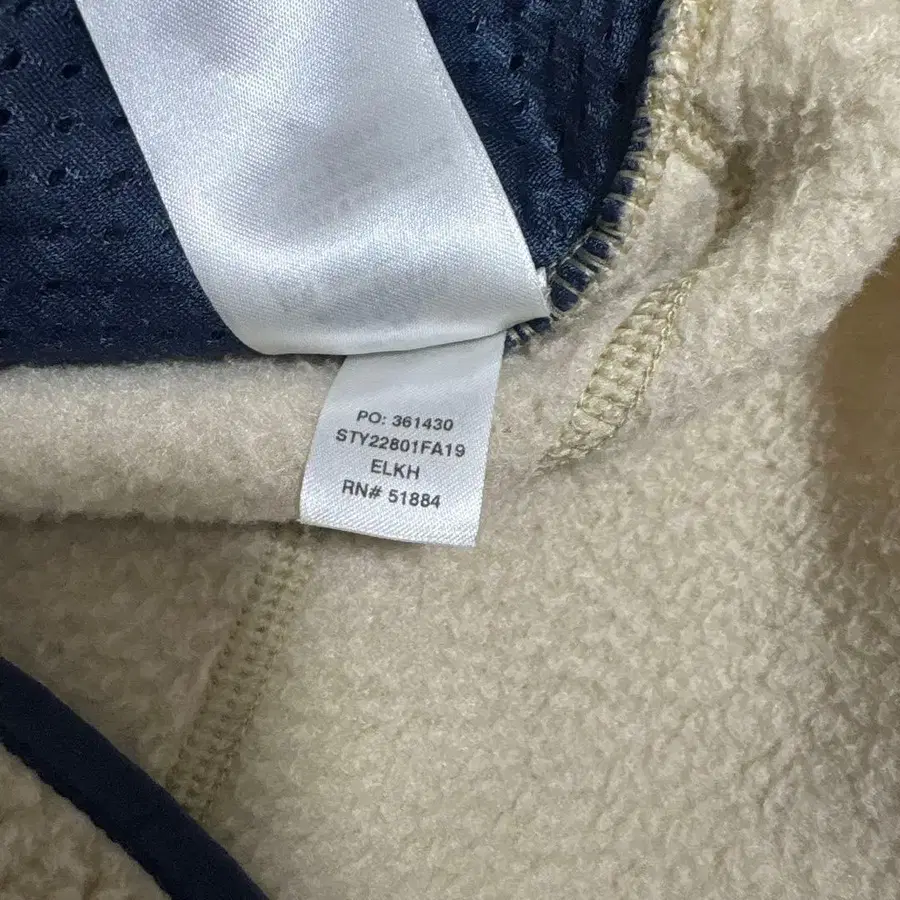 PO: 361430
STY22801FA19
ELKH
RN# 51884